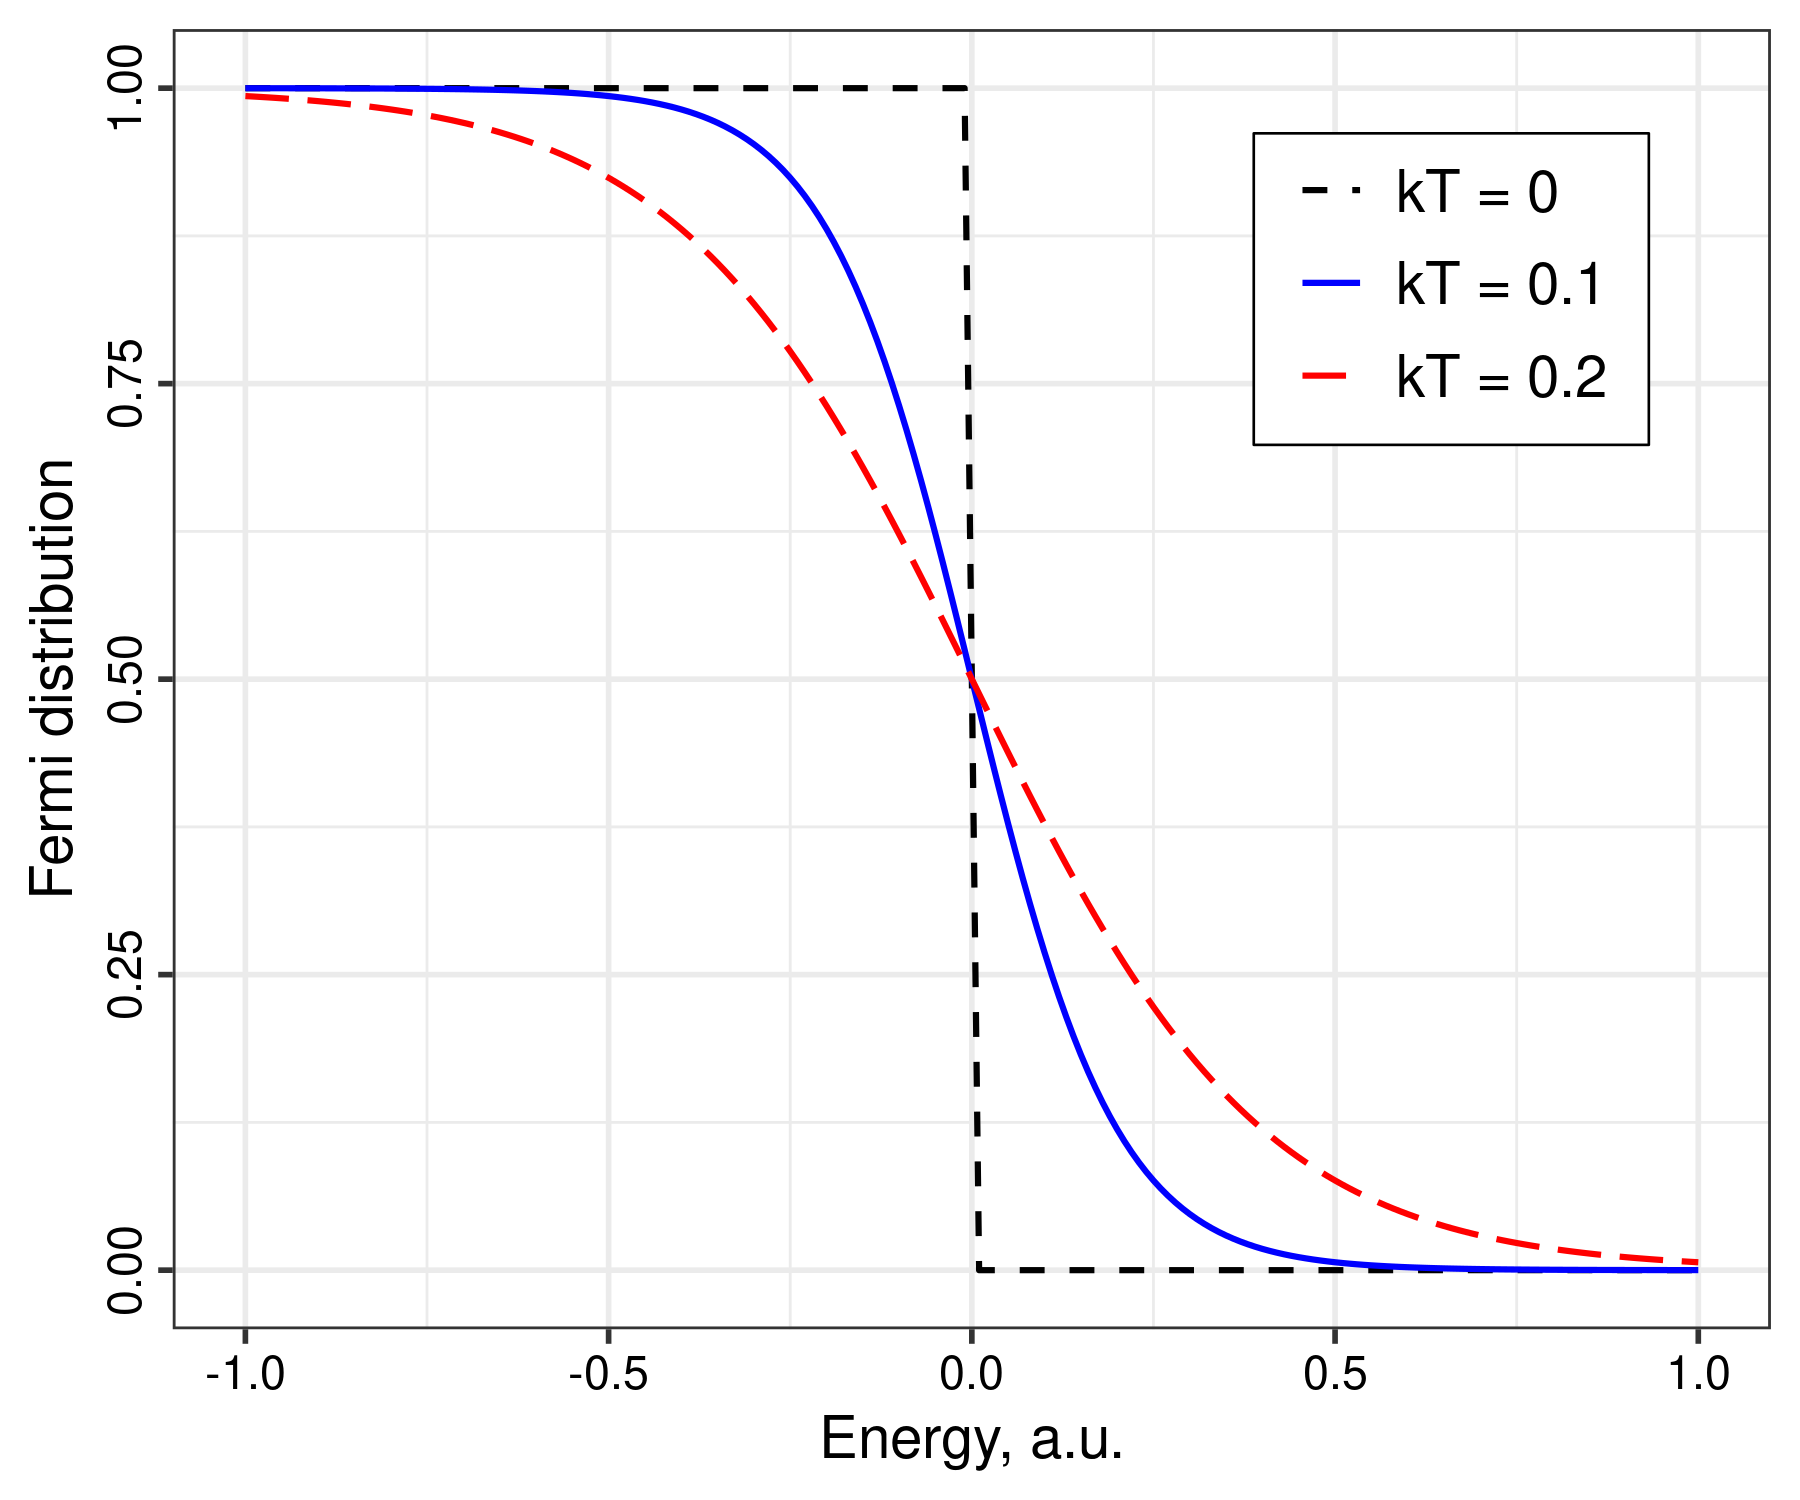 Fermi distribution
1.00
0.75
0.50
0.25
0.00
kT = 0
kT = 0.1
kT = 0.2
-1.0 -0.5 0.0 0.5 1.0
Energy, a.u.